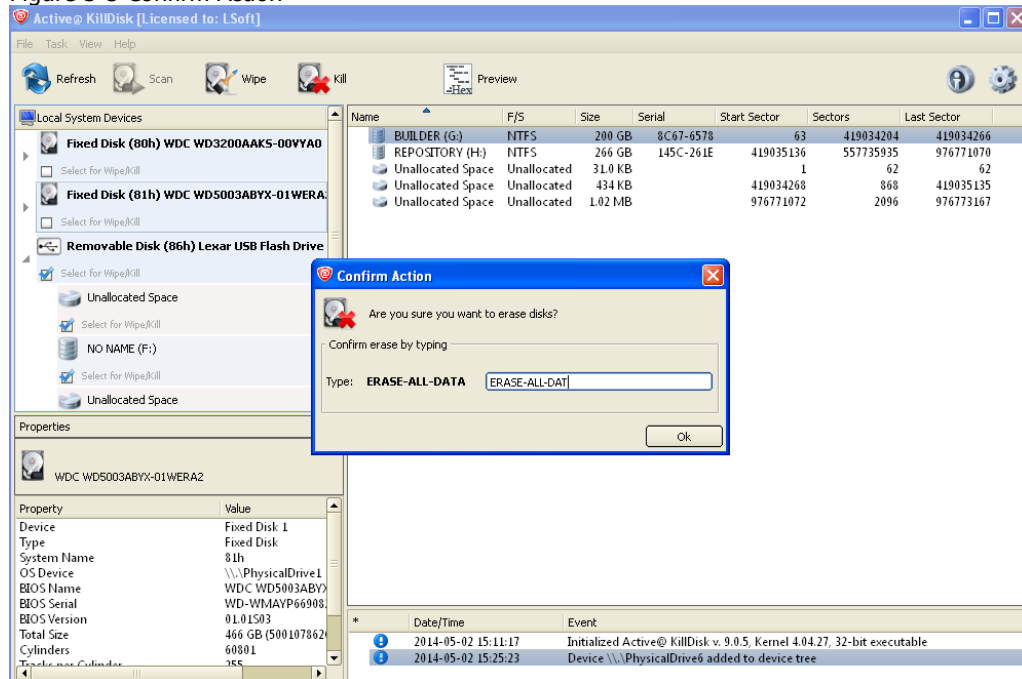 Active@ KillDisk [Licensed to: LSoft]
File Task View Help
Refresh Scan Wipe Kill Hex Preview
Local System Devices
Fixed Disk (80h) WDC WD3200AAKS-00VYA0
Select for Wipe/Kill
Fixed Disk (81h) WDC WD5003ABYX-01WERA
Select for Wipe/Kill
Removable Disk (86h) Lexar USB Flash Drive
Select for Wipe/Kill
Unallocated Space
Select for Wipe/Kill
NO NAME (F:)
Select for Wipe/Kill
Unallocated Space
Name F/S Size Serial Start Sector Sectors Last Sector
BUILDER (G:) NTFS 200 GB 8C67-6578 63 419034204 419034266
REPOSITORY (H:) NTFS 266 GB 145C-261E 419035136 557735935 976771070
Unallocated Space Unallocated 31.0 KB 1 62 62
Unallocated Space Unallocated 434 KB 419034268 868 419035135
Unallocated Space Unallocated 1.02 MB 976771072 2096 976773167
Confirm Action
Are you sure you want to erase disks?
Confirm erase by typing
Type: ERASE-ALL-DATA ERASE-ALL-DAT
Ok
Properties
WDC WD5003ABYX-01WERA2
Property Value
Device Fixed Disk 1
Type Fixed Disk
System Name 81h
OS Device \\.\PhysicalDrive1
BIOS Name WDC WD5003ABY
BIOS Serial WD-WMAYP66908
BIOS Version 01.01S03
Total Size 466 GB (500107862
Cylinders 60801
Tracks per Cylinder 255
* Date/Time Event
2014-05-02 15:11:17 Initialized Active@ KillDisk v. 9.0.5, Kernel 4.04.27, 32-bit executable
2014-05-02 15:25:23 Device \\.\PhysicalDrive6 added to device tree